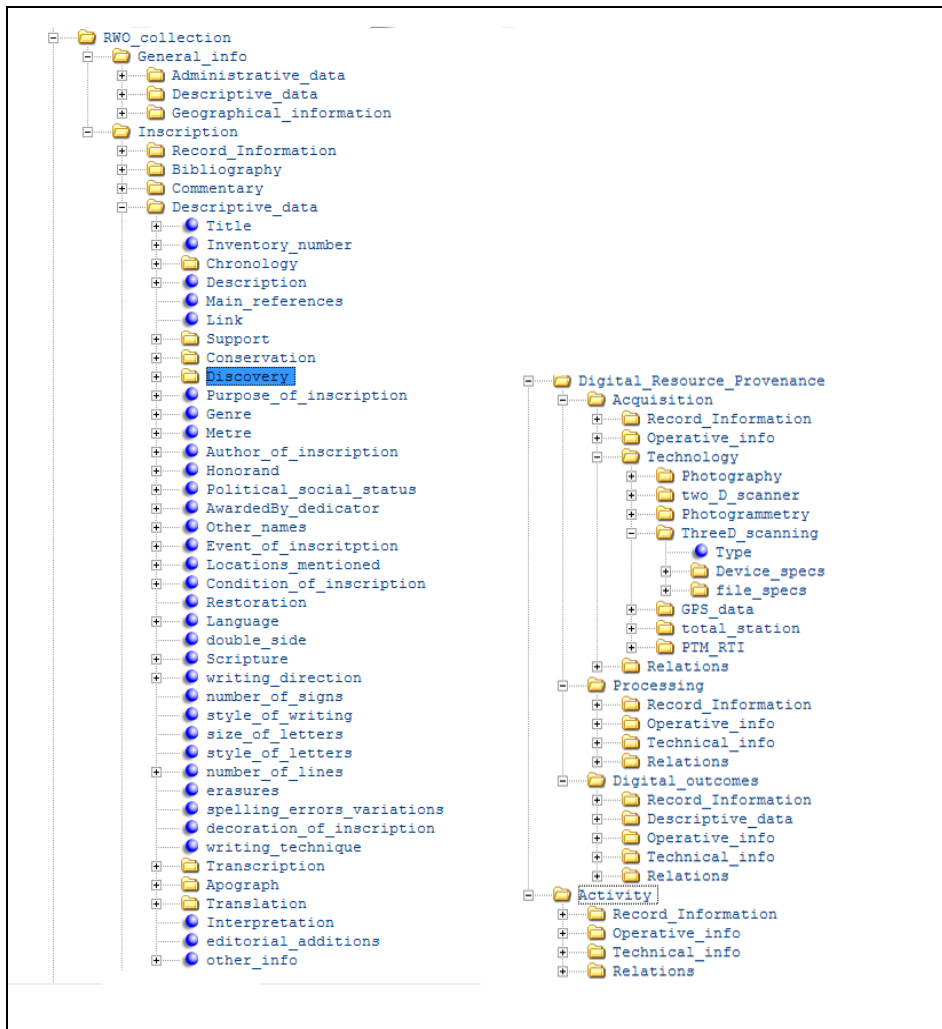 RWO_collection
General_info
Administrative_data
Descriptive_data
Geographical_information
Inscription
Record_Information
Bibliography
Commentary
Descriptive_data
Title
Inventory_number
Chronology
Description
Main_references
Link
Support
Conservation
Discovery
Purpose_of_inscription
Genre
Metre
Author_of_inscription
Honorand
Political_social_status
AwardedBy_dedicator
Other_names
Event_of_inscritption
Locations_mentioned
Condition_of_inscription
Restoration
Language
double_side
Scripture
writing_direction
number_of_signs
style_of_writing
size_of_letters
style_of_letters
number_of_lines
erasures
spelling_errors_variations
decoration_of_inscription
writing_technique
Transcription
Apograph
Translation
Interpretation
editorial_additions
other_info
Digital_Resource_Provenance
Acquisition
Record_Information
Operative_info
Technology
Photography
two_D_scanner
Photogrammetry
ThreeD_scanning
Type
Device_specs
file_specs
GPS_data
total_station
PTM_RTI
Relations
Processing
Record_Information
Operative_info
Technical_info
Relations
Digital_outcomes
Record_Information
Descriptive_data
Operative_info
Technical_info
Relations
Activity
Record_Information
Operative_info
Technical_info
Relations